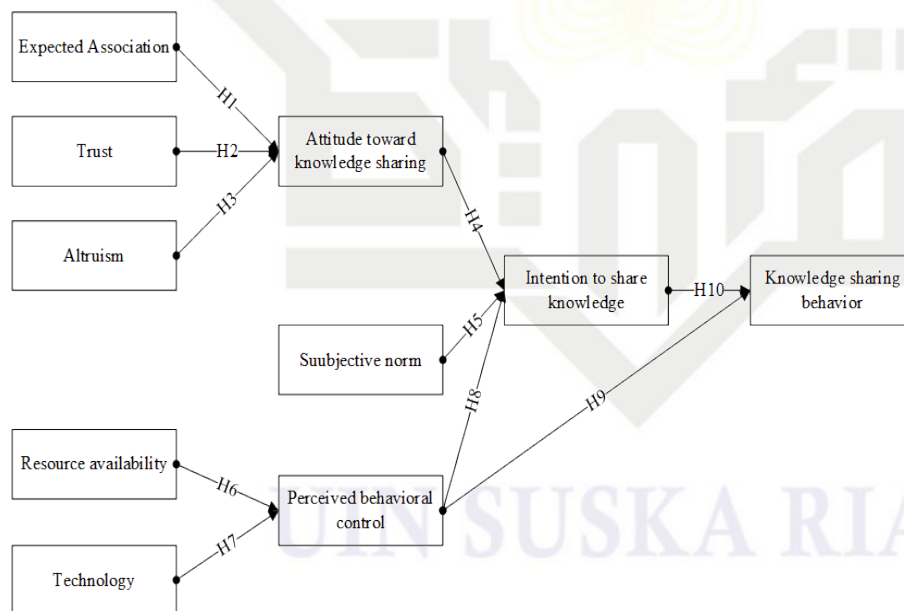 Expected Association
H1
Trust
H2
Attitude toward
knowledge sharing
H3
Altruism
H4
Intention to share
knowledge
H10
Knowledge sharing
behavior
H5
Suubjective norm
H8
H9
Resource availability
H6
Perceived behavioral
control
H7
Technology
UIN SUSKA RIA